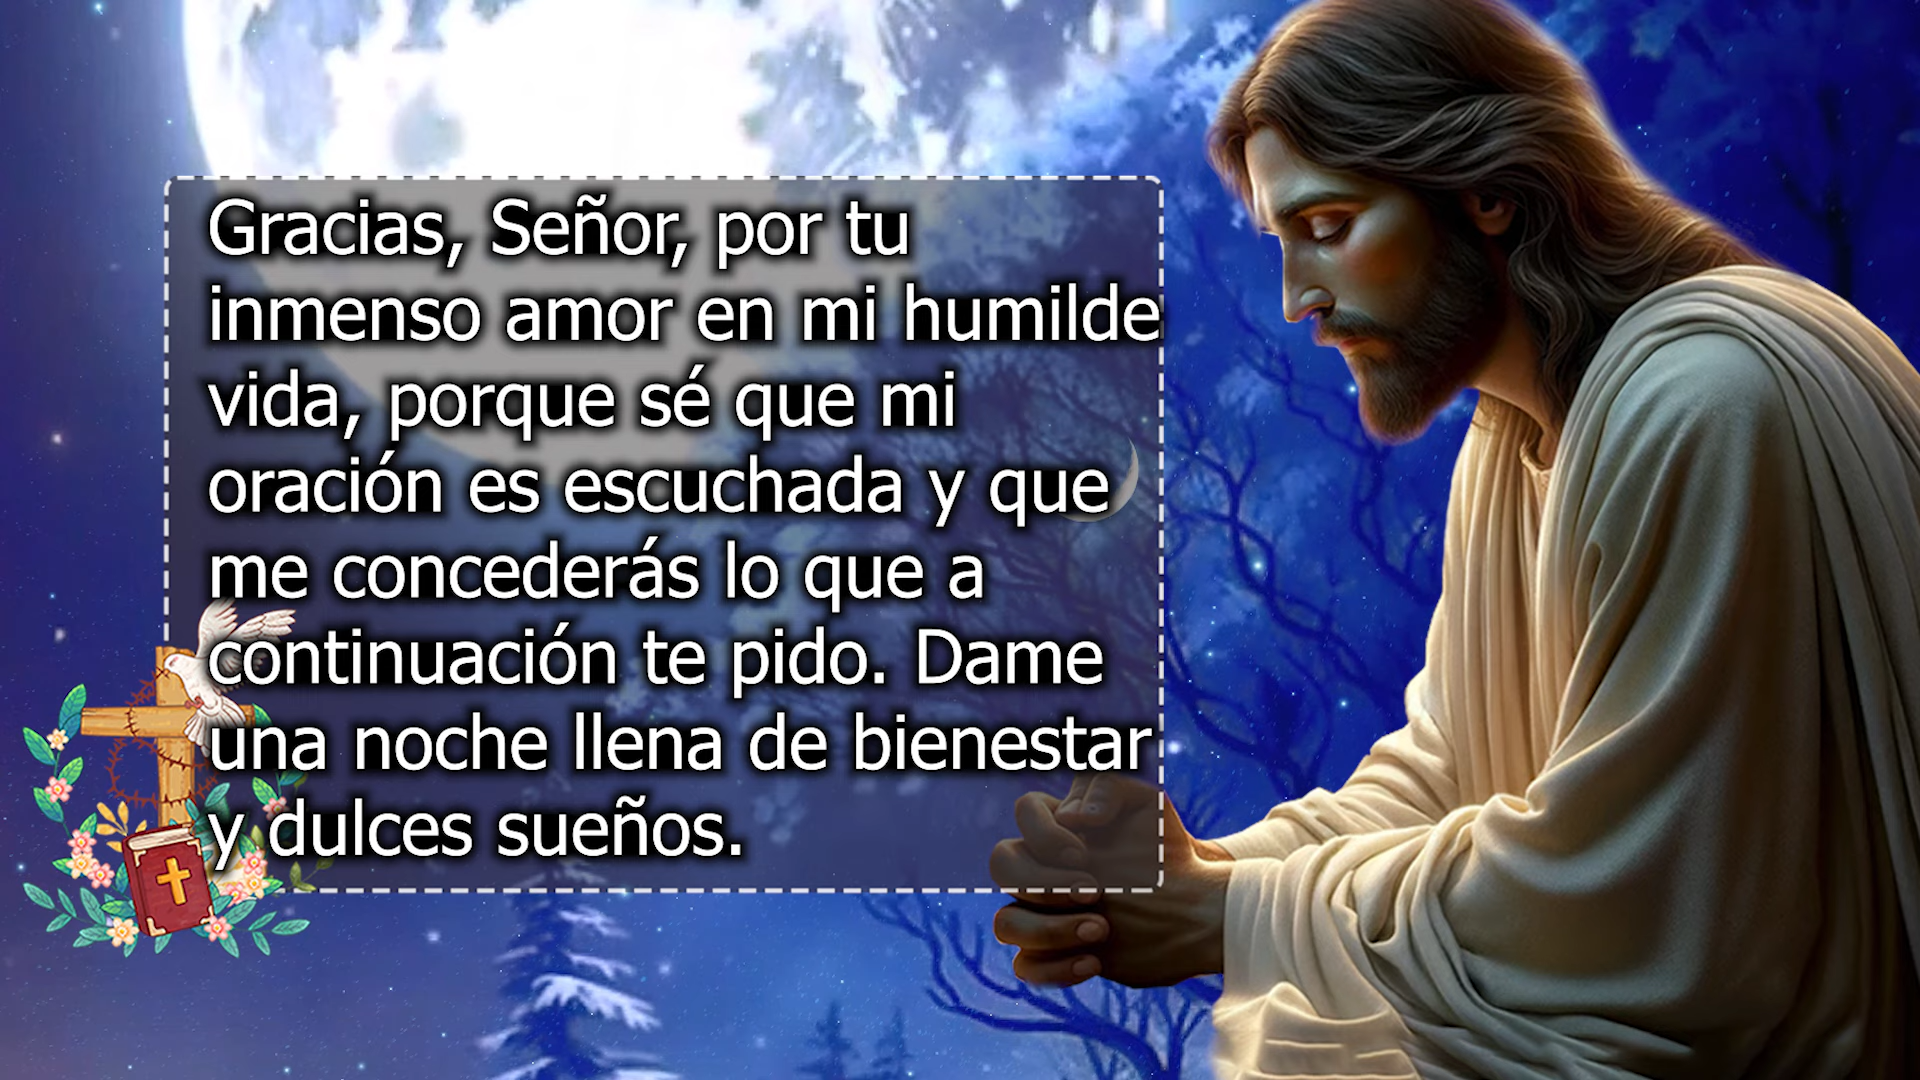 Gracias, Señor, por tu
inmenso amor en mi humilde
vida, porque sé que mi
oración es escuchada y que
me concederás lo que a
continuación te pido. Dame
una noche llena de bienestar
y dulces sueños.